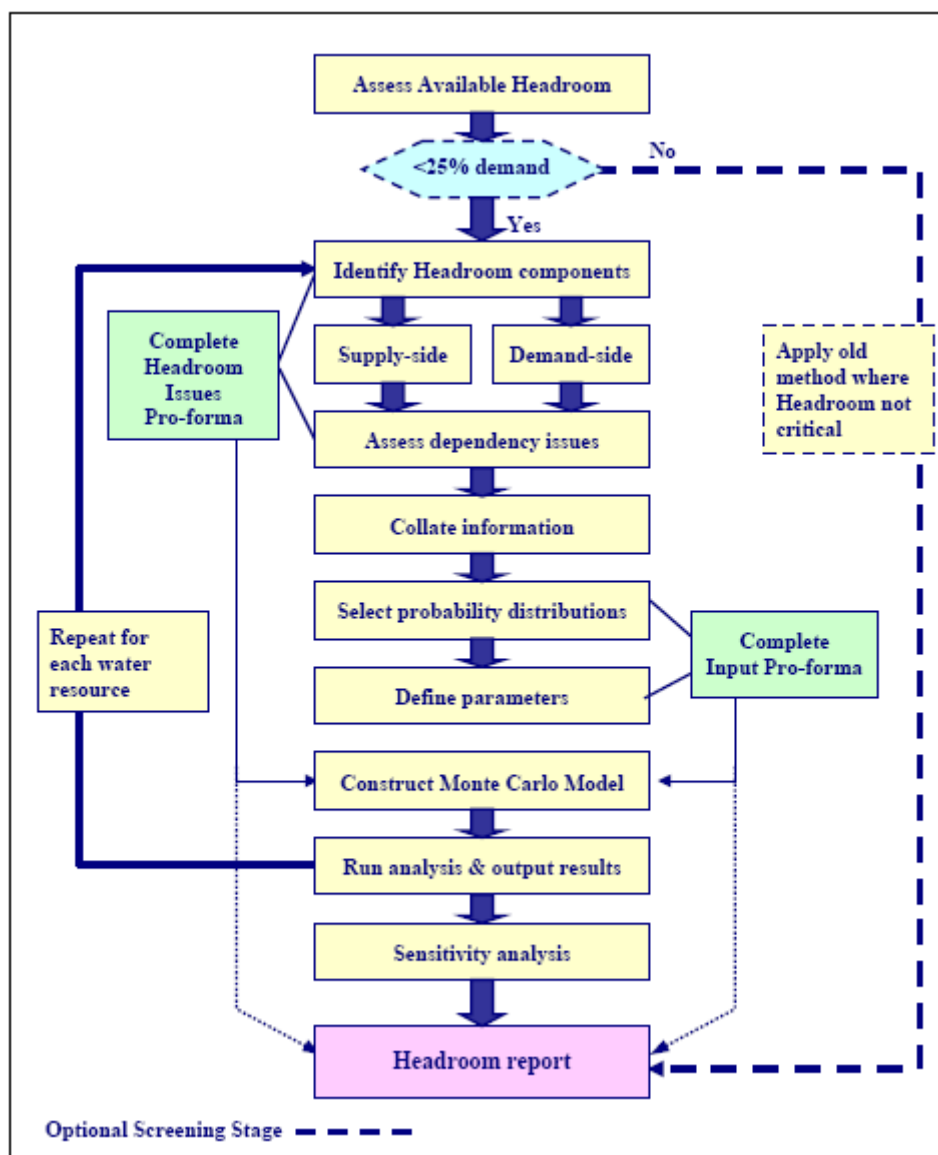 Assess Available Headroom
<25% demand
No
Yes
Identify Headroom components
Complete
Headroom
Issues
Pro-forma
Supply-side
Demand-side
Apply old
method where
Headroom not
critical
Assess dependency issues
Collate information
Select probability distributions
Repeat for
each water
resource
Complete
Input Pro-forma
Define parameters
Construct Monte Carlo Model
Run analysis & output results
Sensitivity analysis
Headroom report
Optional Screening Stage